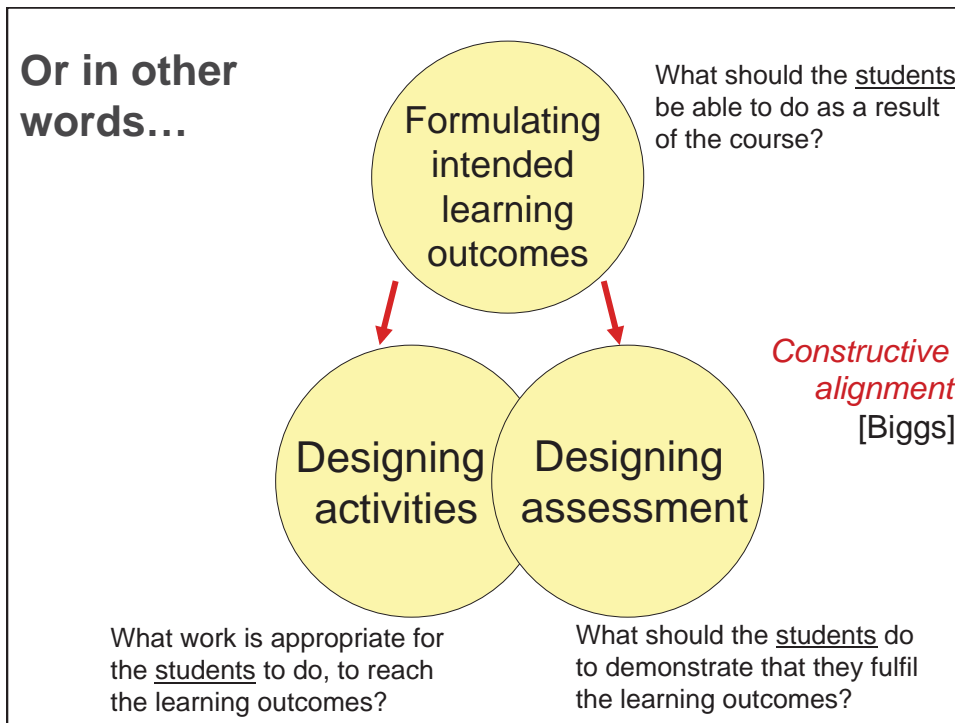 Or in other
words…
What should the students
be able to do as a result
of the course?
Formulating
intended
learning
outcomes
Constructive
alignment
[Biggs]
Designing
activities
Designing
assessment
What work is appropriate for
the students to do, to reach
the learning outcomes?
What should the students do
to demonstrate that they fulfil
the learning outcomes?